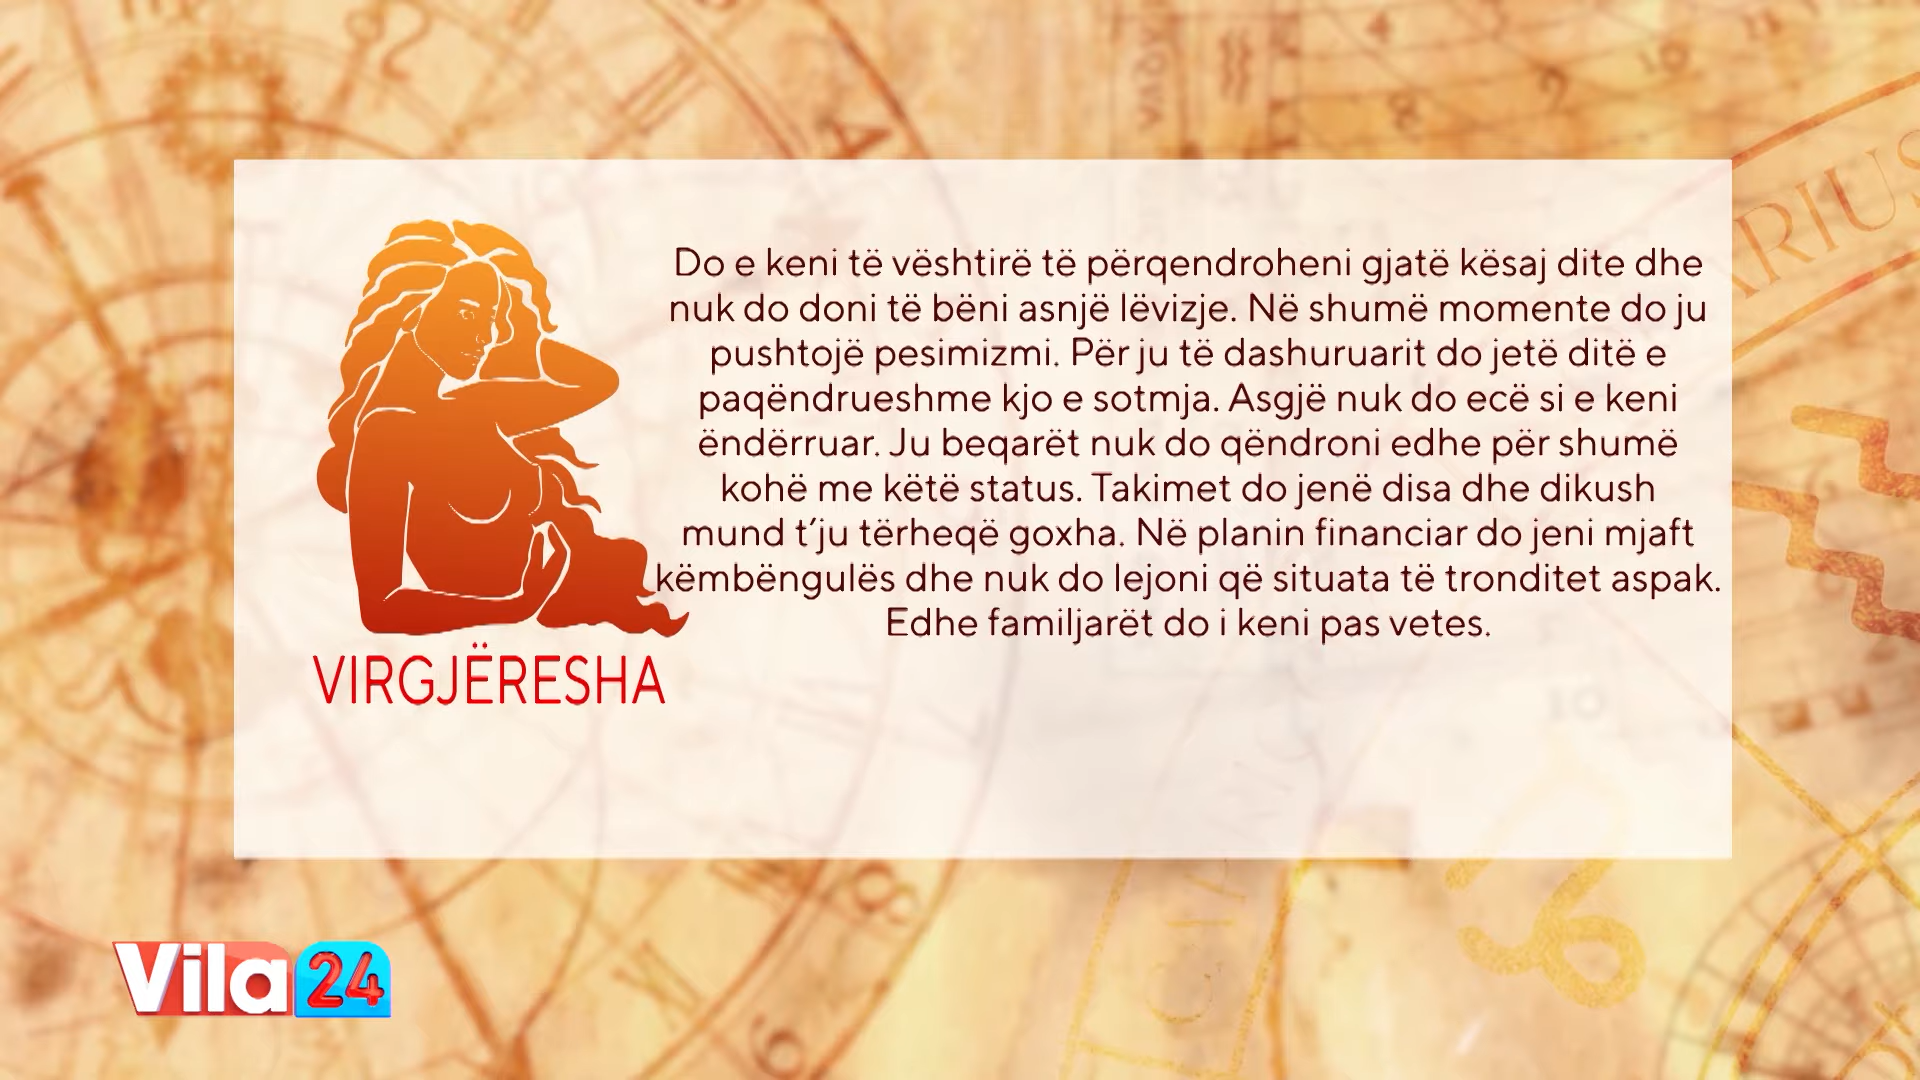 Do e keni të vështirë të përqendroheni gjatë kësaj dite dhe
nuk do doni të bëni asnjë lëvizje. Në shumë momente do ju
pushtojë pesimizmi. Për ju të dashuruarit do jetë ditë e
paqëndrueshme kjo e sotmja. Asgjë nuk do ecë si e keni
ëndërruar. Ju beqarët nuk do qëndroni edhe për shumë
kohë me këtë status. Takimet do jenë disa dhe dikush
mund t'ju tërheqë goxha. Në planin financiar do jeni mjaft
këmbëngulës dhe nuk do lejoni që situata të tronditet aspak.
Edhe familjarët do i keni pas vetes.
VIRGJËRESHA
Vila 24